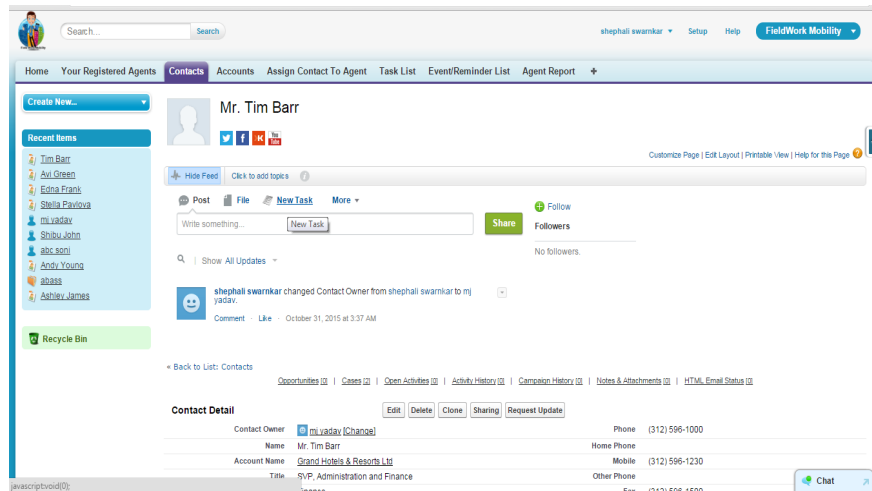 Search... Search shephali swarnkar Setup Help FieldWork Mobility
Home Your Registered Agents Contacts Accounts Assign Contact To Agent Task List Event/Reminder List Agent Report +
Create New...
Recent Items
Tim Barr
Avi Green
Edna Frank
Stella Pavlova
mj yadav
Shibu John
abc soni
Andy Young
abass
Ashley James
Recycle Bin
Mr. Tim Barr
You Tube
Customize Page | Edit Layout | Printable View | Help for this Page
Hide Feed Click to add topics
Post File New Task More
Write something... New Task Share
Follow
Followers
No followers.
Show All Updates
shephali swarnkar changed Contact Owner from shephali swarnkar to mj
yadav.
Comment · Like · October 31, 2015 at 3:37 AM
« Back to List: Contacts
Opportunities [0] | Cases [2] | Open Activities [0] | Activity History [0] | Campaign History [0] | Notes & Attachments [0] | HTML Email Status [0]
Contact Detail Edit Delete Clone Sharing Request Update
Contact Owner mj yadav [Change] Phone (312) 596-1000
Name Mr. Tim Barr Home Phone
Account Name Grand Hotels & Resorts Ltd Mobile (312) 596-1230
Title SVP, Administration and Finance Other Phone
Finance Fax (312) 596-1500
javascript:void(0);
Chat